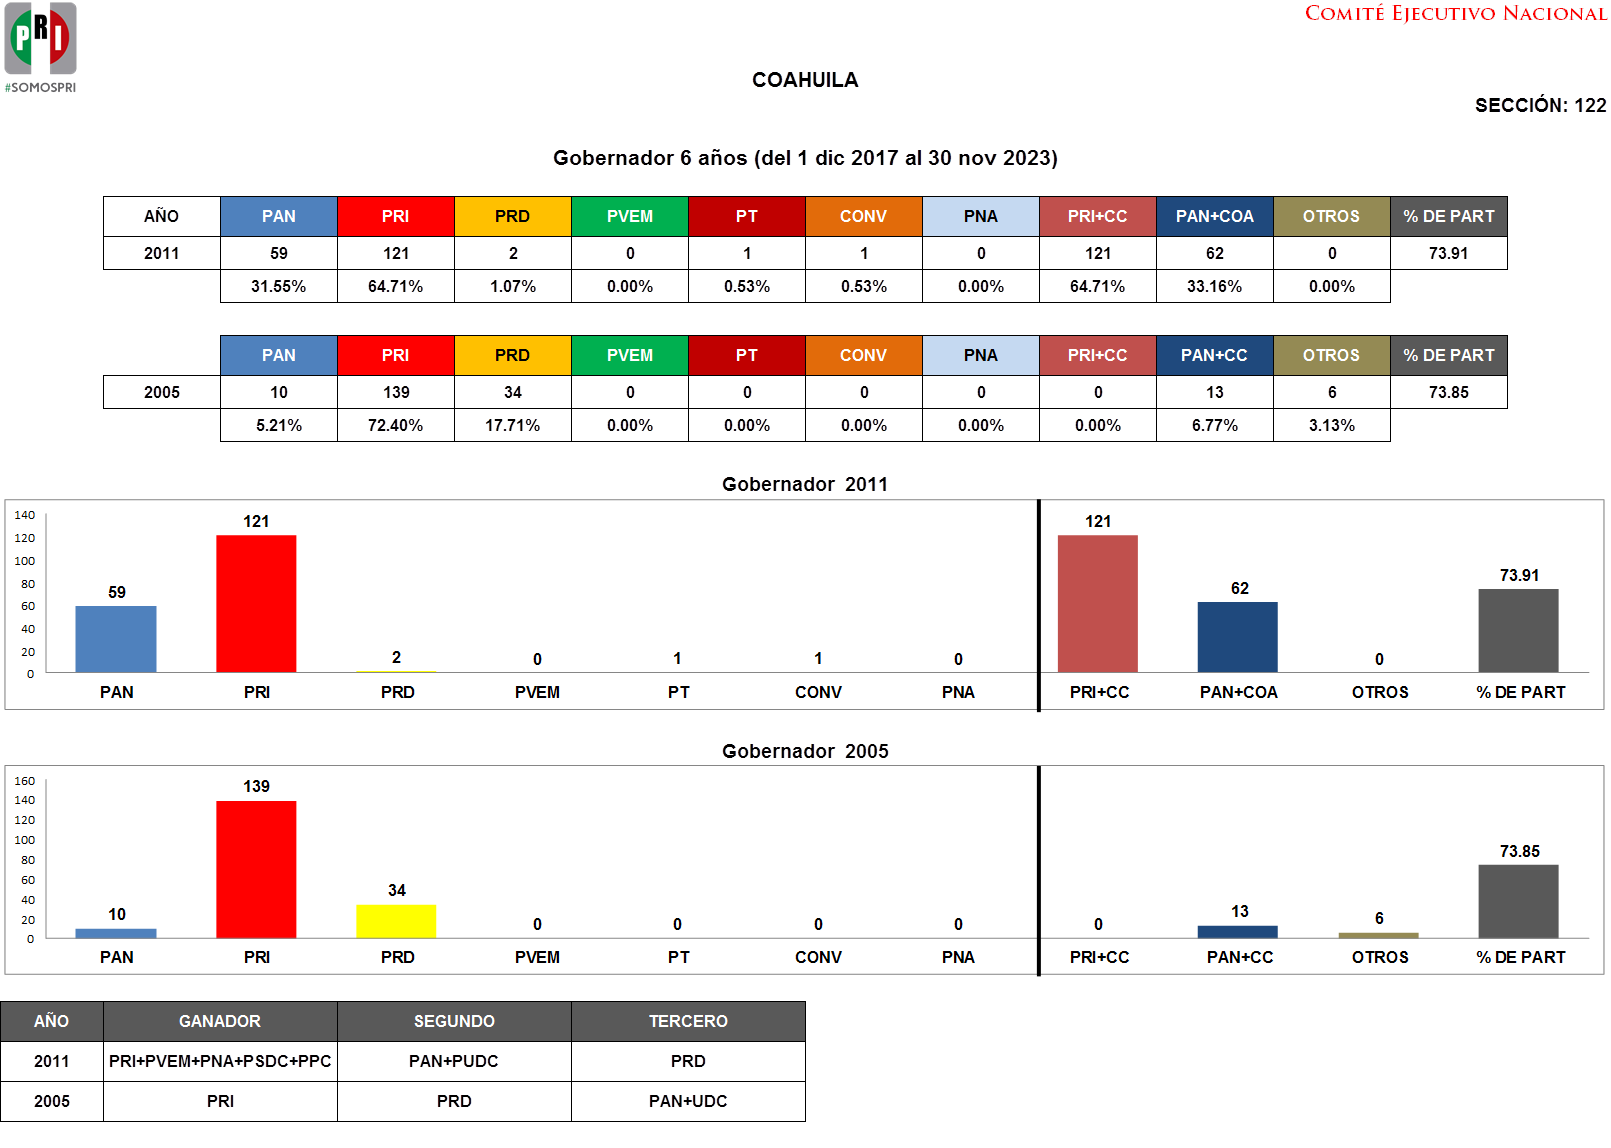 PRI
#SOMOSPRI
COMITÉ EJECUTIVO NACIONAL
COAHUILA
SECCIÓN: 122
Gobernador 6 años (del 1 dic 2017 al 30 nov 2023)
AÑO PAN PRI PRD PVEM PT CONV PNA PRI+CC PAN+COA OTROS % DE PART
2011 59 121 2 0 1 1 0 121 62 0 73.91
31.55% 64.71% 1.07% 0.00% 0.53% 0.53% 0.00% 64.71% 33.16% 0.00%
PAN PRI PRD PVEM PT CONV PNA PRI+CC PAN+CC OTROS % DE PART
2005 10 139 34 0 0 0 0 0 13 6 73.85
5.21% 72.40% 17.71% 0.00% 0.00% 0.00% 0.00% 0.00% 6.77% 3.13%
Gobernador 2011
140
120
100
80
60
40
20
0
59 121 2 0 1 1 0 121 62 0 73.91
PAN PRI PRD PVEM PT CONV PNA PRI+CC PAN+COA OTROS % DE PART
Gobernador 2005
160
140
120
100
80
60
40
20
0
10 139 34 0 0 0 0 0 13 6 73.85
PAN PRI PRD PVEM PT CONV PNA PRI+CC PAN+CC OTROS % DE PART
AÑO GANADOR SEGUNDO TERCERO
2011 PRI+PVEM+PNA+PSDC+PPC PAN+PUDC PRD
2005 PRI PRD PAN+UDC